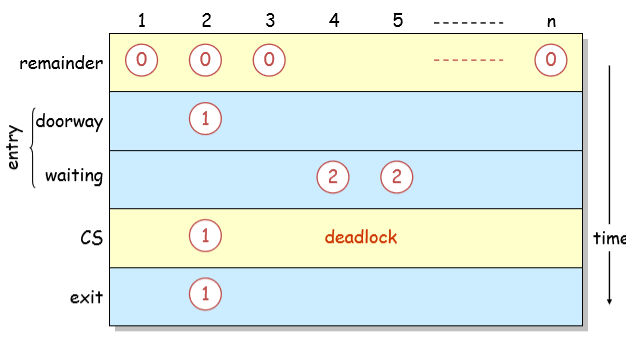 1 2 3 4 5 n
remainder 0 0 0 0
entry
doorway 1
waiting 2 2
CS 1 deadlock
time
exit 1